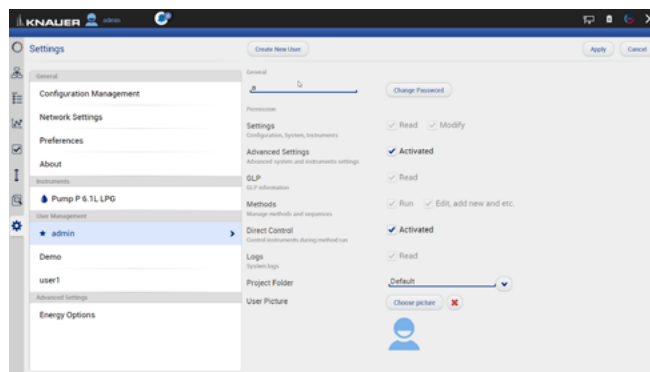 KNAUER admin
Settings
Create New User
Apply
Cancel
General
Configuration Management
Network Settings
Preferences
About
Instruments
Pump P 6.1L LPG
User Management
admin
Demo
user1
Advanced Settings
Energy Options
General
a
Change Password
Permission
Settings
Configuration, System, Instruments
Read
Modify
Advanced Settings
Advanced system and instruments settings
Activated
GLP
GLP information
Read
Methods
Manage methods and sequences
Run
Edit, add new and etc.
Direct Control
Control instruments during method run
Activated
Logs
System logs
Read
Project Folder
Default
User Picture
Choose picture